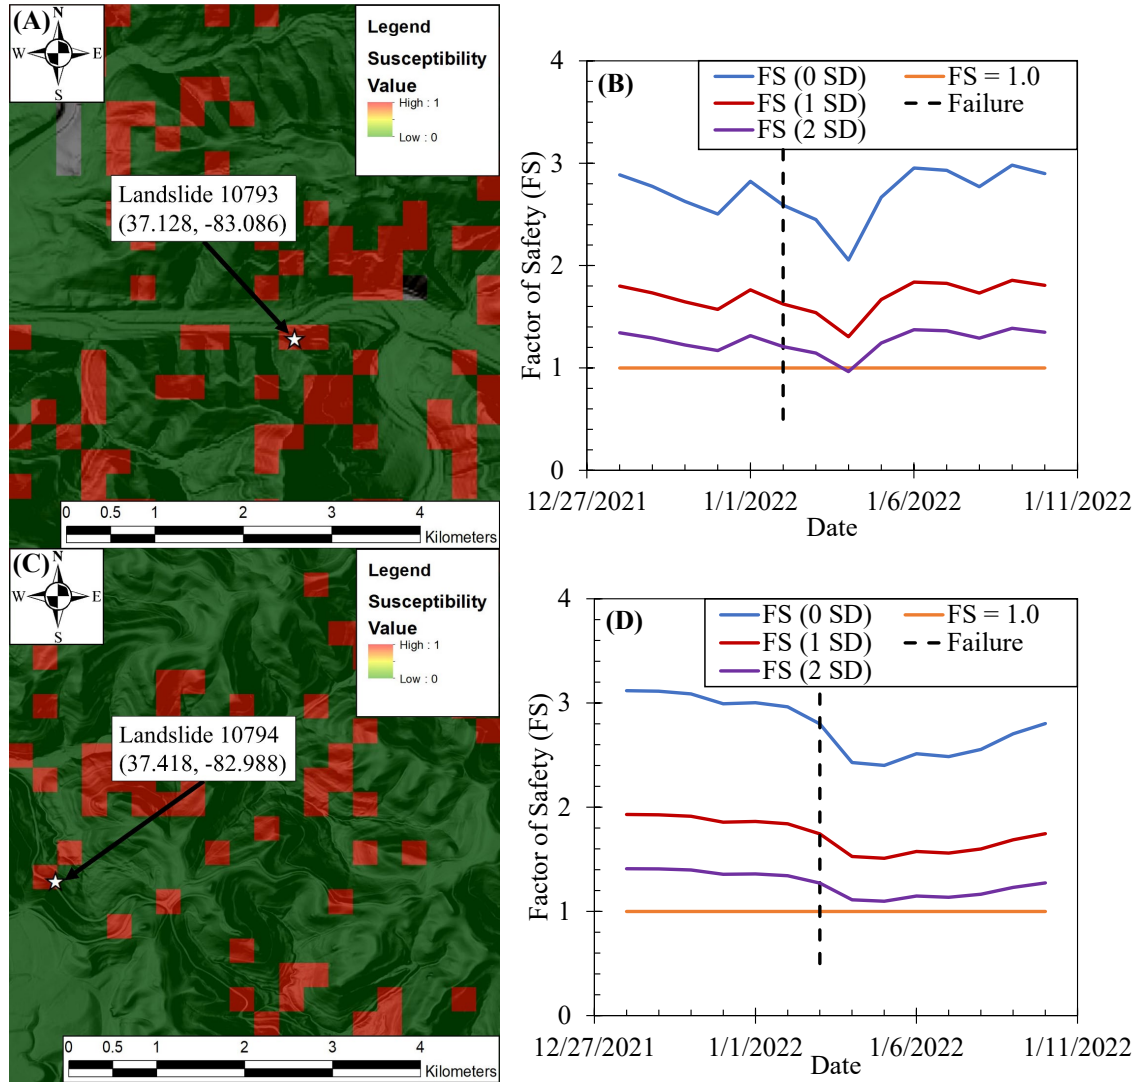 (A)
N
W
E
S
Legend
Susceptibility
Value
High : 1
Low : 0
Landslide 10793
(37.128, -83.086)
0 0.5 1 2 3 4
Kilometers
(B)
FS (0 SD)
FS = 1.0
FS (1 SD)
Failure
FS (2 SD)
Factor of Safety (FS)
4
3
2
1
0
12/27/2021 1/1/2022 1/6/2022 1/11/2022
Date
(C)
N
W
E
S
Legend
Susceptibility
Value
High : 1
Low : 0
Landslide 10794
(37.418, -82.988)
0 0.5 1 2 3 4
Kilometers
(D)
FS (0 SD)
FS = 1.0
FS (1 SD)
Failure
FS (2 SD)
Factor of Safety (FS)
4
3
2
1
0
12/27/2021 1/1/2022 1/6/2022 1/11/2022
Date